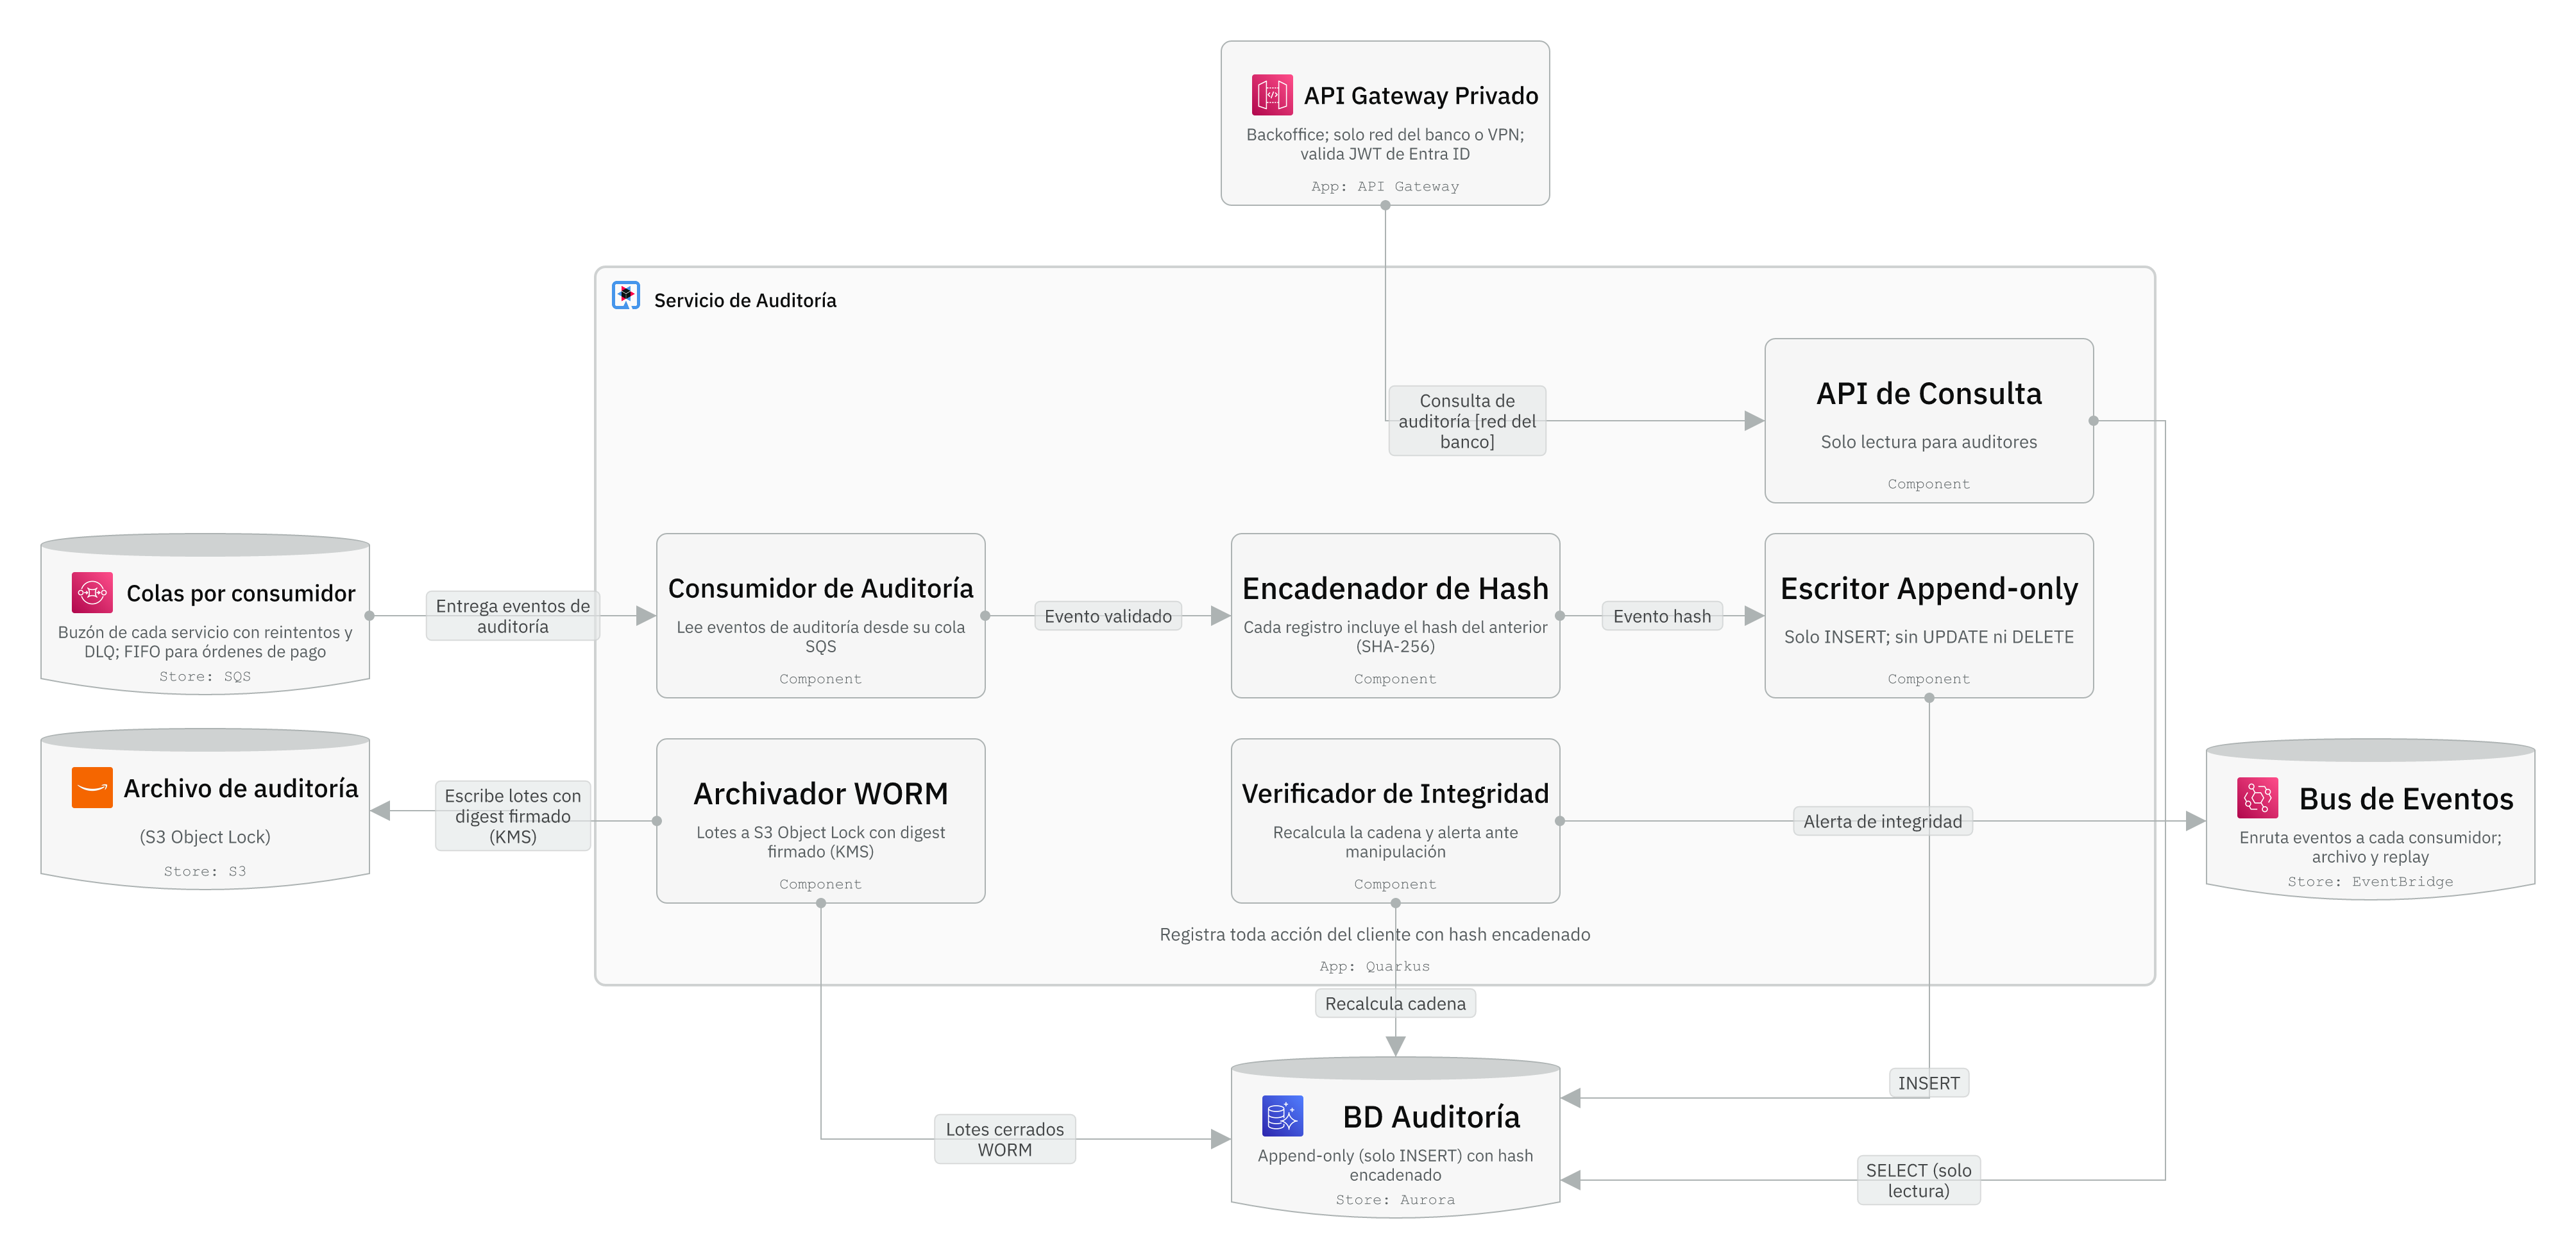 API Gateway Privado
Backoffice; solo red del banco o VPN;
valida JWT de Entra ID
App: API Gateway
Servicio de Auditoría
Consulta de
auditoría [red del
banco]
API de Consulta
Solo lectura para auditores
Component
Colas por consumidor
Buzón de cada servicio con reintentos y
DLQ; FIFO para órdenes de pago
Store: SQS
Entrega eventos de
auditoría
Consumidor de Auditoría
Lee eventos de auditoría desde su cola
SQS
Component
Evento validado
Encadenador de Hash
Cada registro incluye el hash del anterior
(SHA-256)
Component
Evento hash
Escritor Append-only
Solo INSERT; sin UPDATE ni DELETE
Component
Archivo de auditoría
(S3 Object Lock)
Store: S3
Escribe lotes con
digest firmado
(KMS)
Archivador WORM
Lotes a S3 Object Lock con digest
firmado (KMS)
Component
Verificador de Integridad
Recalcula la cadena y alerta ante
manipulación
Component
Alerta de integridad
Bus de Eventos
Enruta eventos a cada consumidor;
archivo y replay
Store: EventBridge
Registra toda acción del cliente con hash encadenado
App: Quarkus
Recalcula cadena
INSERT
Lotes cerrados
WORM
BD Auditoría
Append-only (solo INSERT) con hash
encadenado
Store: Aurora
SELECT (solo
lectura)